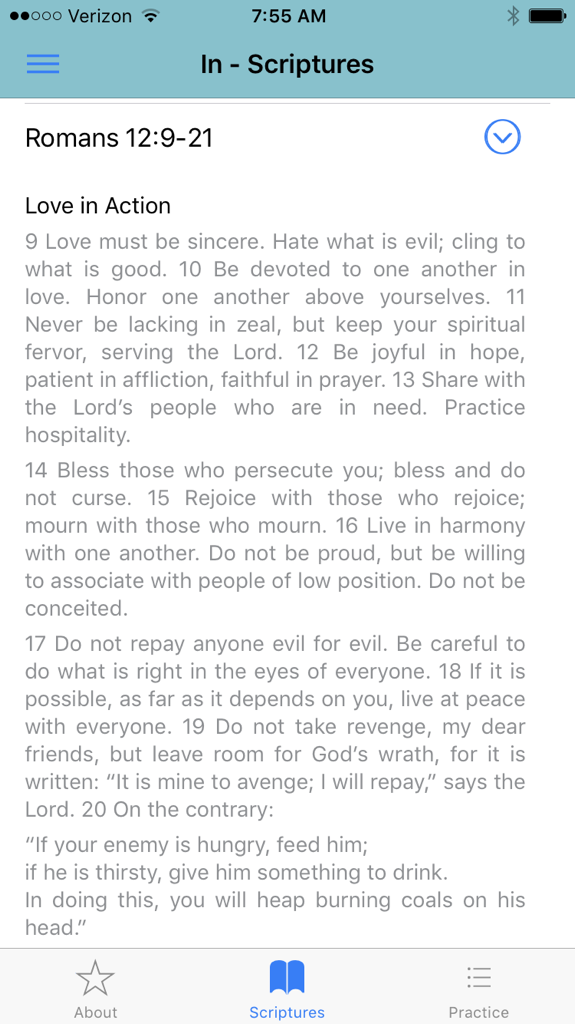 Verizon 7:55 AM
In - Scriptures
Romans 12:9-21
Love in Action
9 Love must be sincere. Hate what is evil; cling to
what is good. 10 Be devoted to one another in
love. Honor one another above yourselves. 11
Never be lacking in zeal, but keep your spiritual
fervor, serving the Lord. 12 Be joyful in hope,
patient in affliction, faithful in prayer. 13 Share with
the Lord’s people who are in need. Practice
hospitality.
14 Bless those who persecute you; bless and do
not curse. 15 Rejoice with those who rejoice;
mourn with those who mourn. 16 Live in harmony
with one another. Do not be proud, but be willing
to associate with people of low position. Do not be
conceited.
17 Do not repay anyone evil for evil. Be careful to
do what is right in the eyes of everyone. 18 If it is
possible, as far as it depends on you, live at peace
with everyone. 19 Do not take revenge, my dear
friends, but leave room for God’s wrath, for it is
written: “It is mine to avenge; I will repay,” says the
Lord. 20 On the contrary:
“If your enemy is hungry, feed him;
if he is thirsty, give him something to drink.
In doing this, you will heap burning coals on his
head.”
About Scriptures Practice